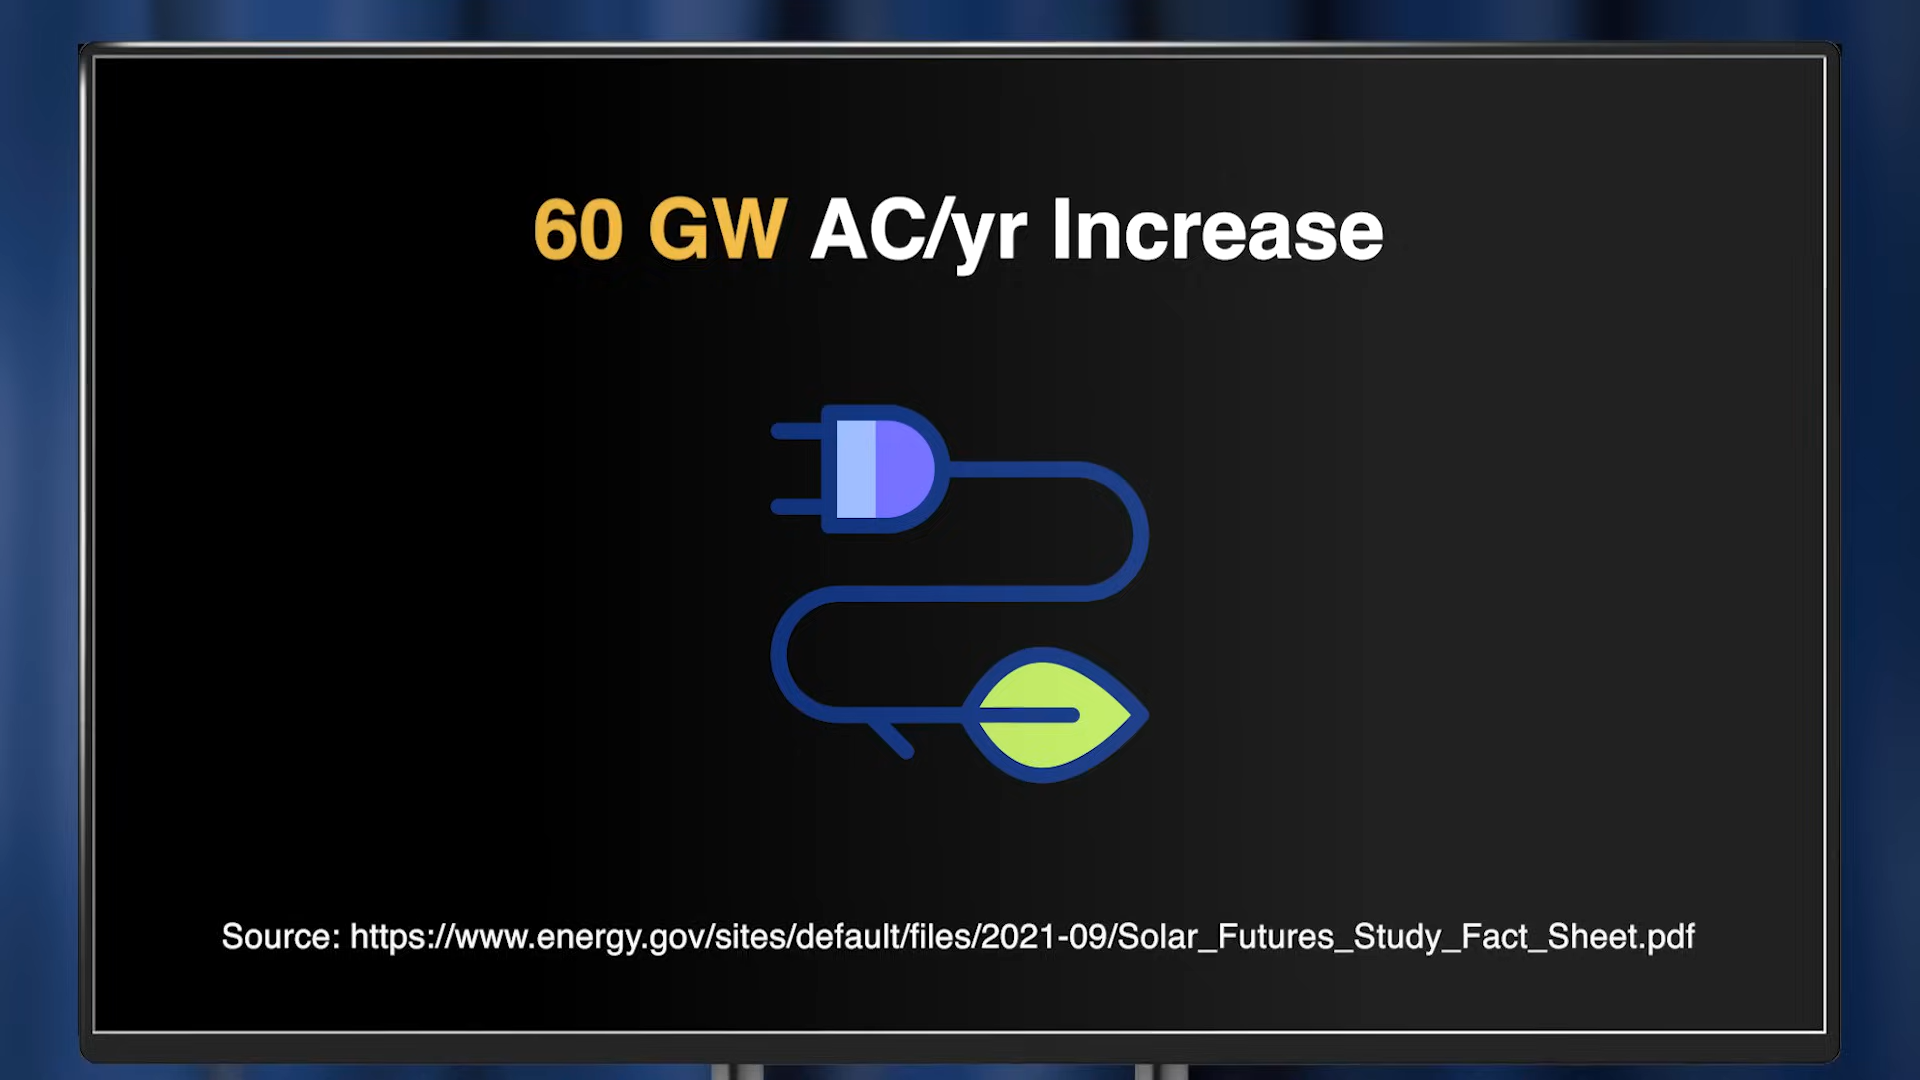 60 GW AC/yr Increase
Source: https://www.energy.gov/sites/default/files/2021-09/Solar_Futures_Study_Fact_Sheet.pdf